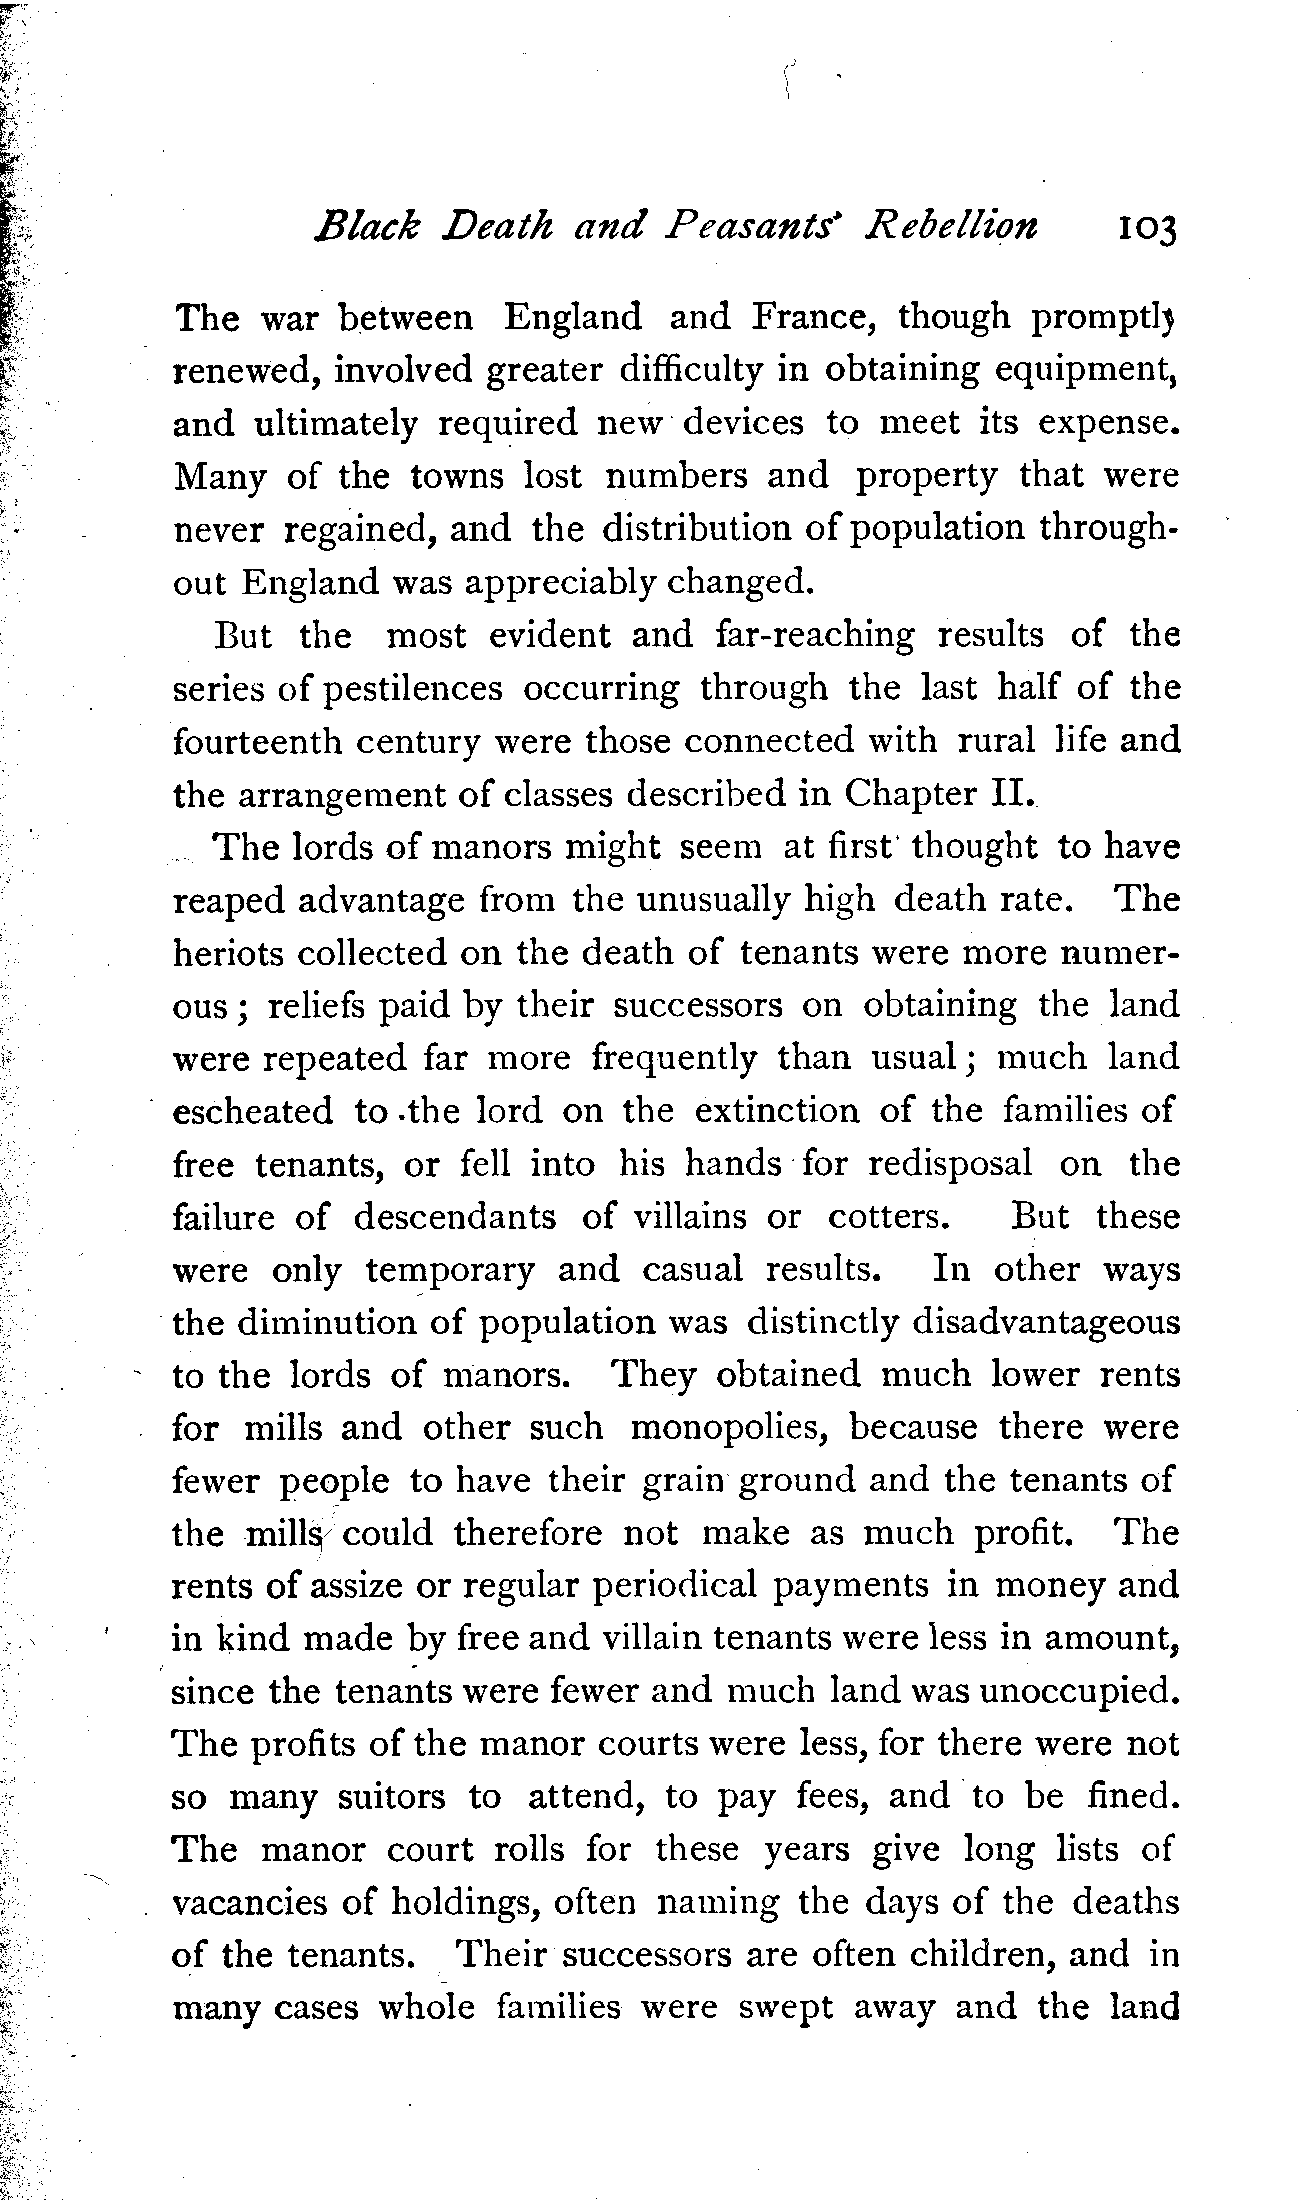 Black Death and Peasants' Rebellion 103
The war between England and France, though promptly
renewed, involved greater difficulty in obtaining equipment,
and ultimately required new devices to meet its expense.
Many of the towns lost numbers and property that were
never regained, and the distribution of population through-
out England was appreciably changed.
But the most evident and far-reaching results of the
series of pestilences occurring through the last half of the
fourteenth century were those connected with rural life and
the arrangement of classes described in Chapter II.
The lords of manors might seem at first thought to have
reaped advantage from the unusually high death rate. The
heriots collected on the death of tenants were more numer-
ous; reliefs paid by their successors on obtaining the land
were repeated far more frequently than usual; much land
escheated to the lord on the extinction of the families of
free tenants, or fell into his hands for redisposal on the
failure of descendants of villains or cotters. But these
were only temporary and casual results. In other ways
the diminution of population was distinctly disadvantageous
to the lords of manors. They obtained much lower rents
for mills and other such monopolies, because there were
fewer people to have their grain ground and the tenants of
the mills could therefore not make as much profit. The
rents of assize or regular periodical payments in money and
in kind made by free and villain tenants were less in amount,
since the tenants were fewer and much land was unoccupied.
The profits of the manor courts were less, for there were not
so many suitors to attend, to pay fees, and to be fined.
The manor court rolls for these years give long lists of
vacancies of holdings, often naming the days of the deaths
of the tenants. Their successors are often children, and in
many cases whole families were swept away and the land